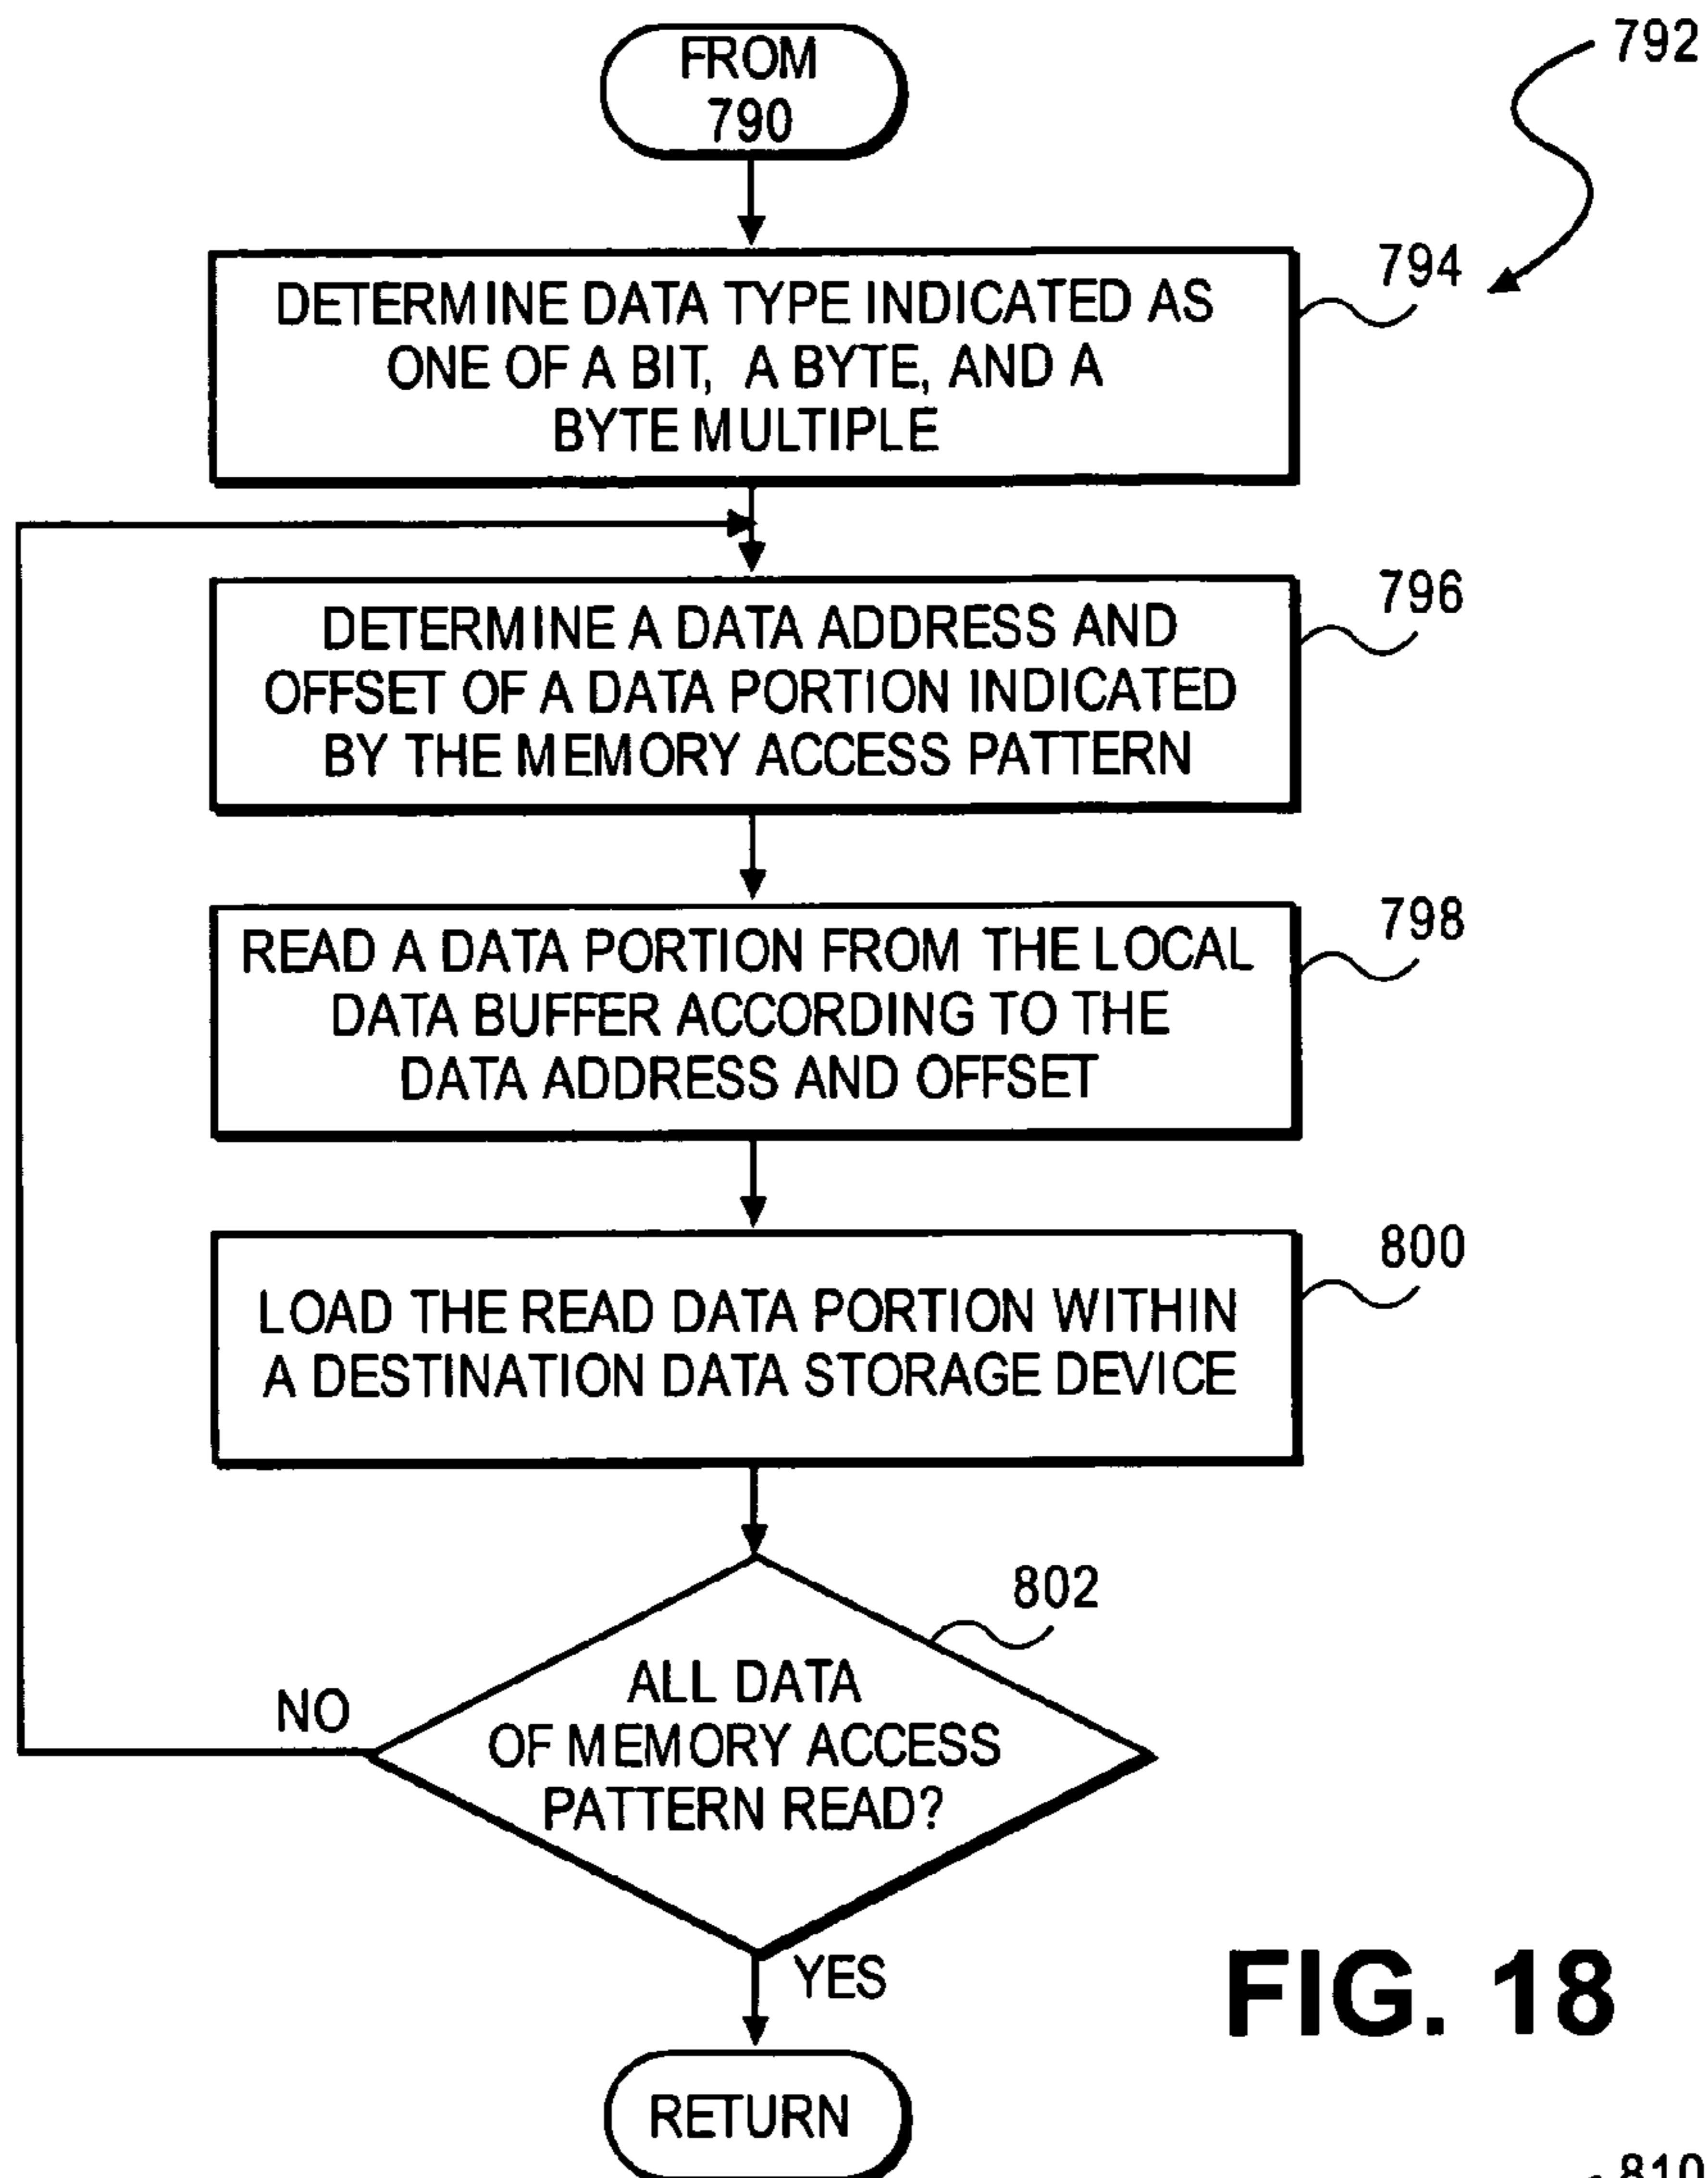 FROM
790
792
794
DETERMINE DATA TYPE INDICATED AS
ONE OF A BIT, A BYTE, AND A
BYTE MULTIPLE
796
DETERMINE A DATA ADDRESS AND
OFFSET OF A DATA PORTION INDICATED
BY THE MEMORY ACCESS PATTERN
798
READ A DATA PORTION FROM THE LOCAL
DATA BUFFER ACCORDING TO THE
DATA ADDRESS AND OFFSET
800
LOAD THE READ DATA PORTION WITHIN
A DESTINATION DATA STORAGE DEVICE
802
ALL DATA
OF MEMORY ACCESS
PATTERN READ?
NO
YES
FIG. 18
RETURN
810